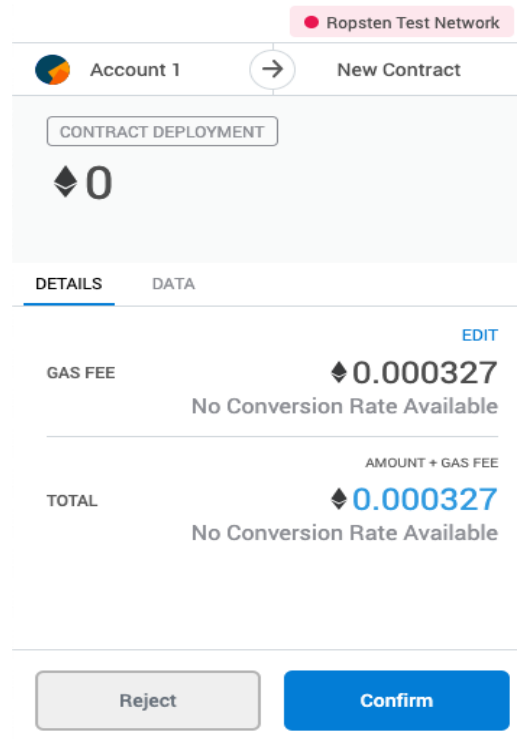 Ropsten Test Network
Account 1
New Contract
CONTRACT DEPLOYMENT
0
DETAILS
DATA
EDIT
GAS FEE
0.000327
No Conversion Rate Available
AMOUNT + GAS FEE
TOTAL
0.000327
No Conversion Rate Available
Reject
Confirm